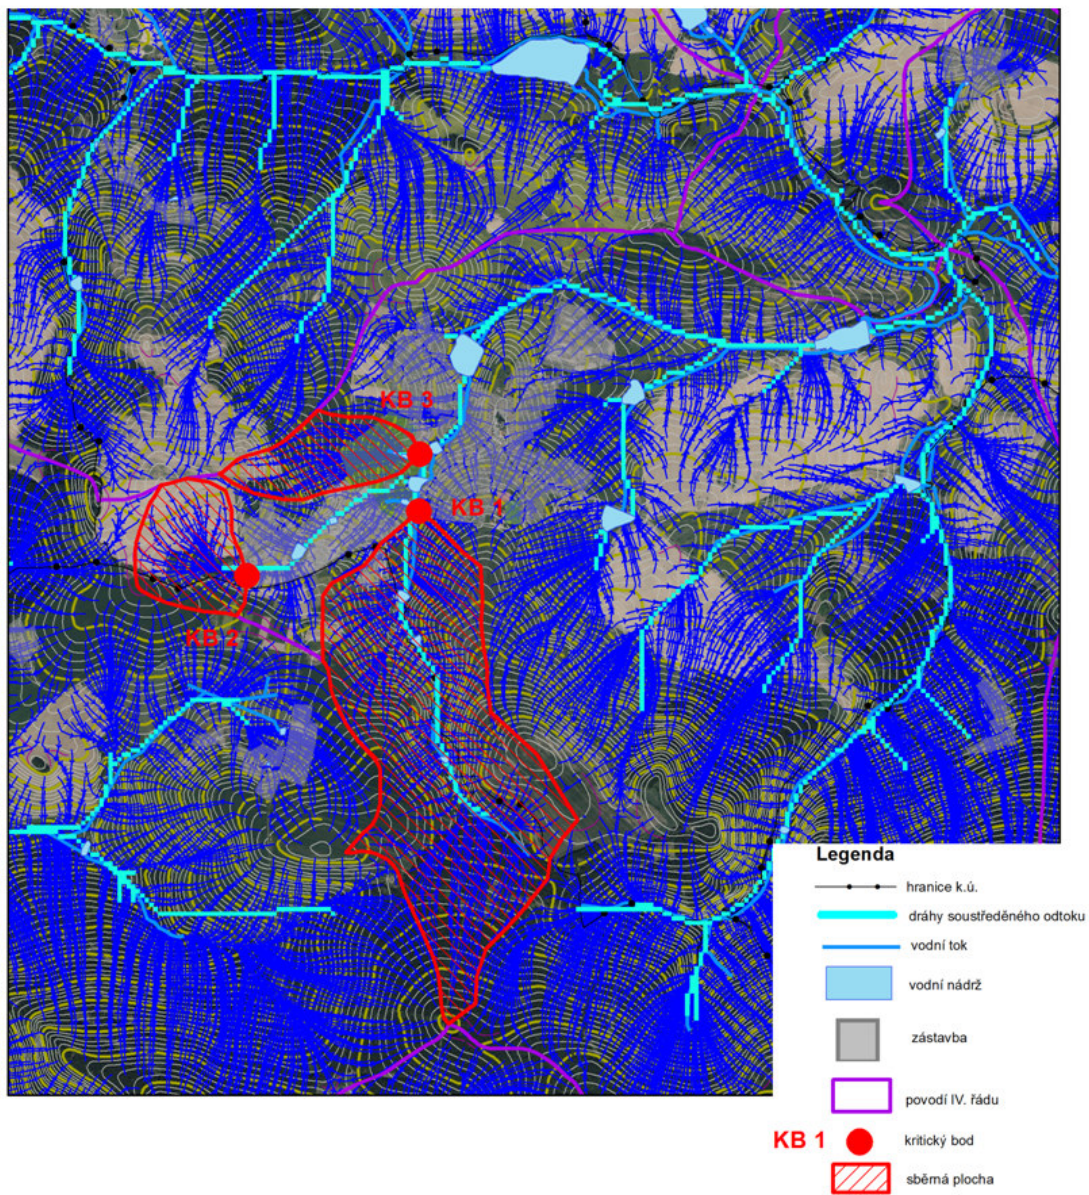 KB 3
KB 1
KB 2
Legenda
hranice k.ú.
dráhy soustředěného odtoku
vodní tok
vodní nádrž
zástavba
povodí IV. řádu
KB 1 kritický bod
sběrná plocha